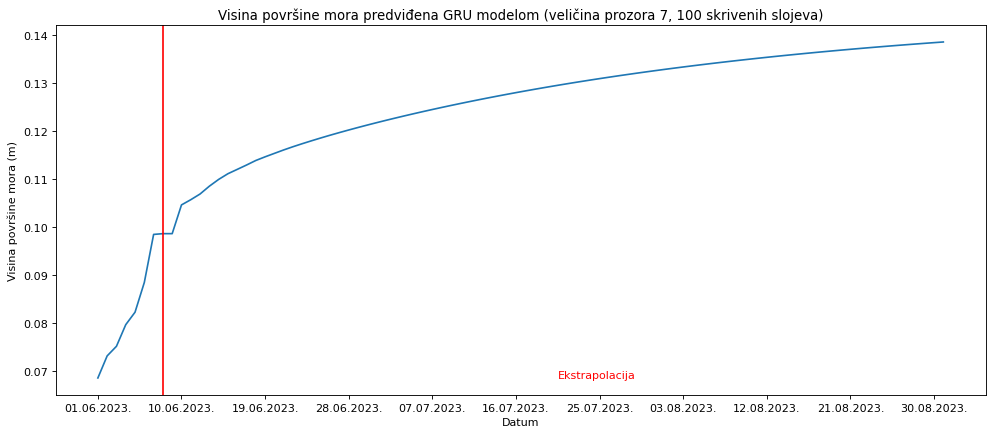 Visina površine mora predviđena GRU modelom (veličina prozora 7, 100 skrivenih slojeva)
Visina površine mora (m)
0.14
0.13
0.12
0.11
0.10
0.09
0.08
0.07
Ekstrapolacija
01.06.2023. 10.06.2023. 19.06.2023. 28.06.2023. 07.07.2023. 16.07.2023. 25.07.2023. 03.08.2023. 12.08.2023. 21.08.2023. 30.08.2023.
Datum